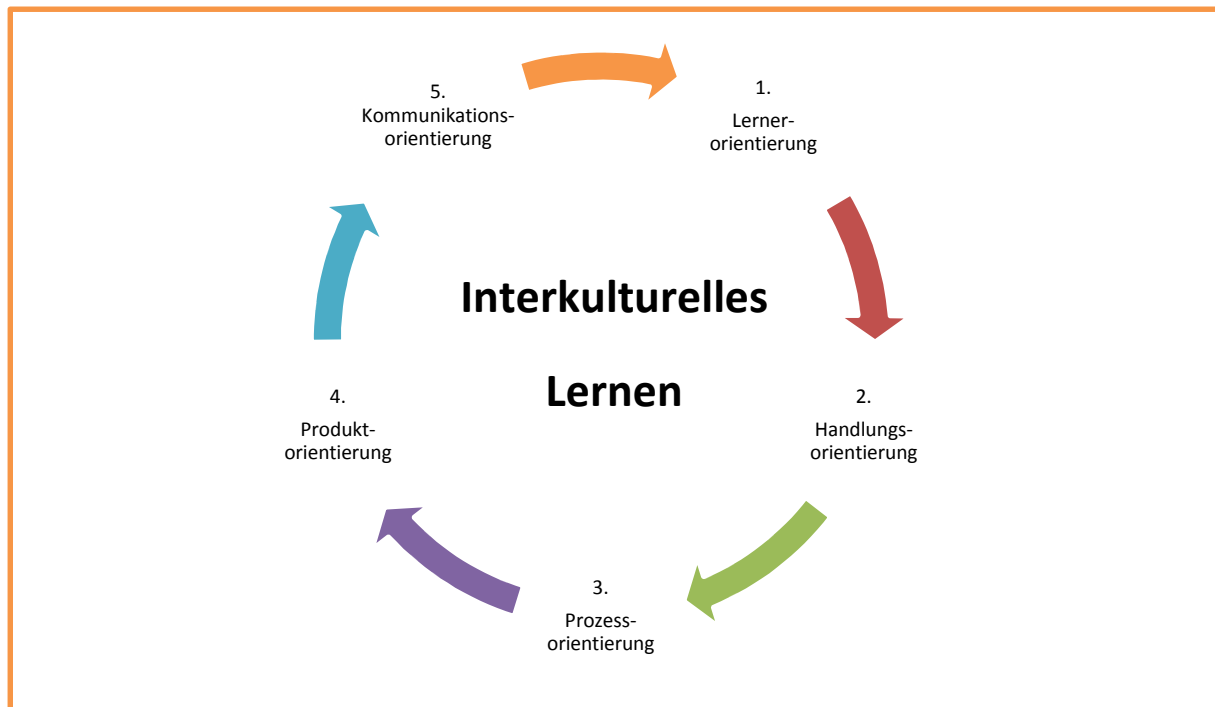 Interkulturelles
Lernen
1.
Lerner-
orientierung
2.
Handlungs-
orientierung
3.
Prozess-
orientierung
4.
Produkt-
orientierung
5.
Kommunikations-
orientierung